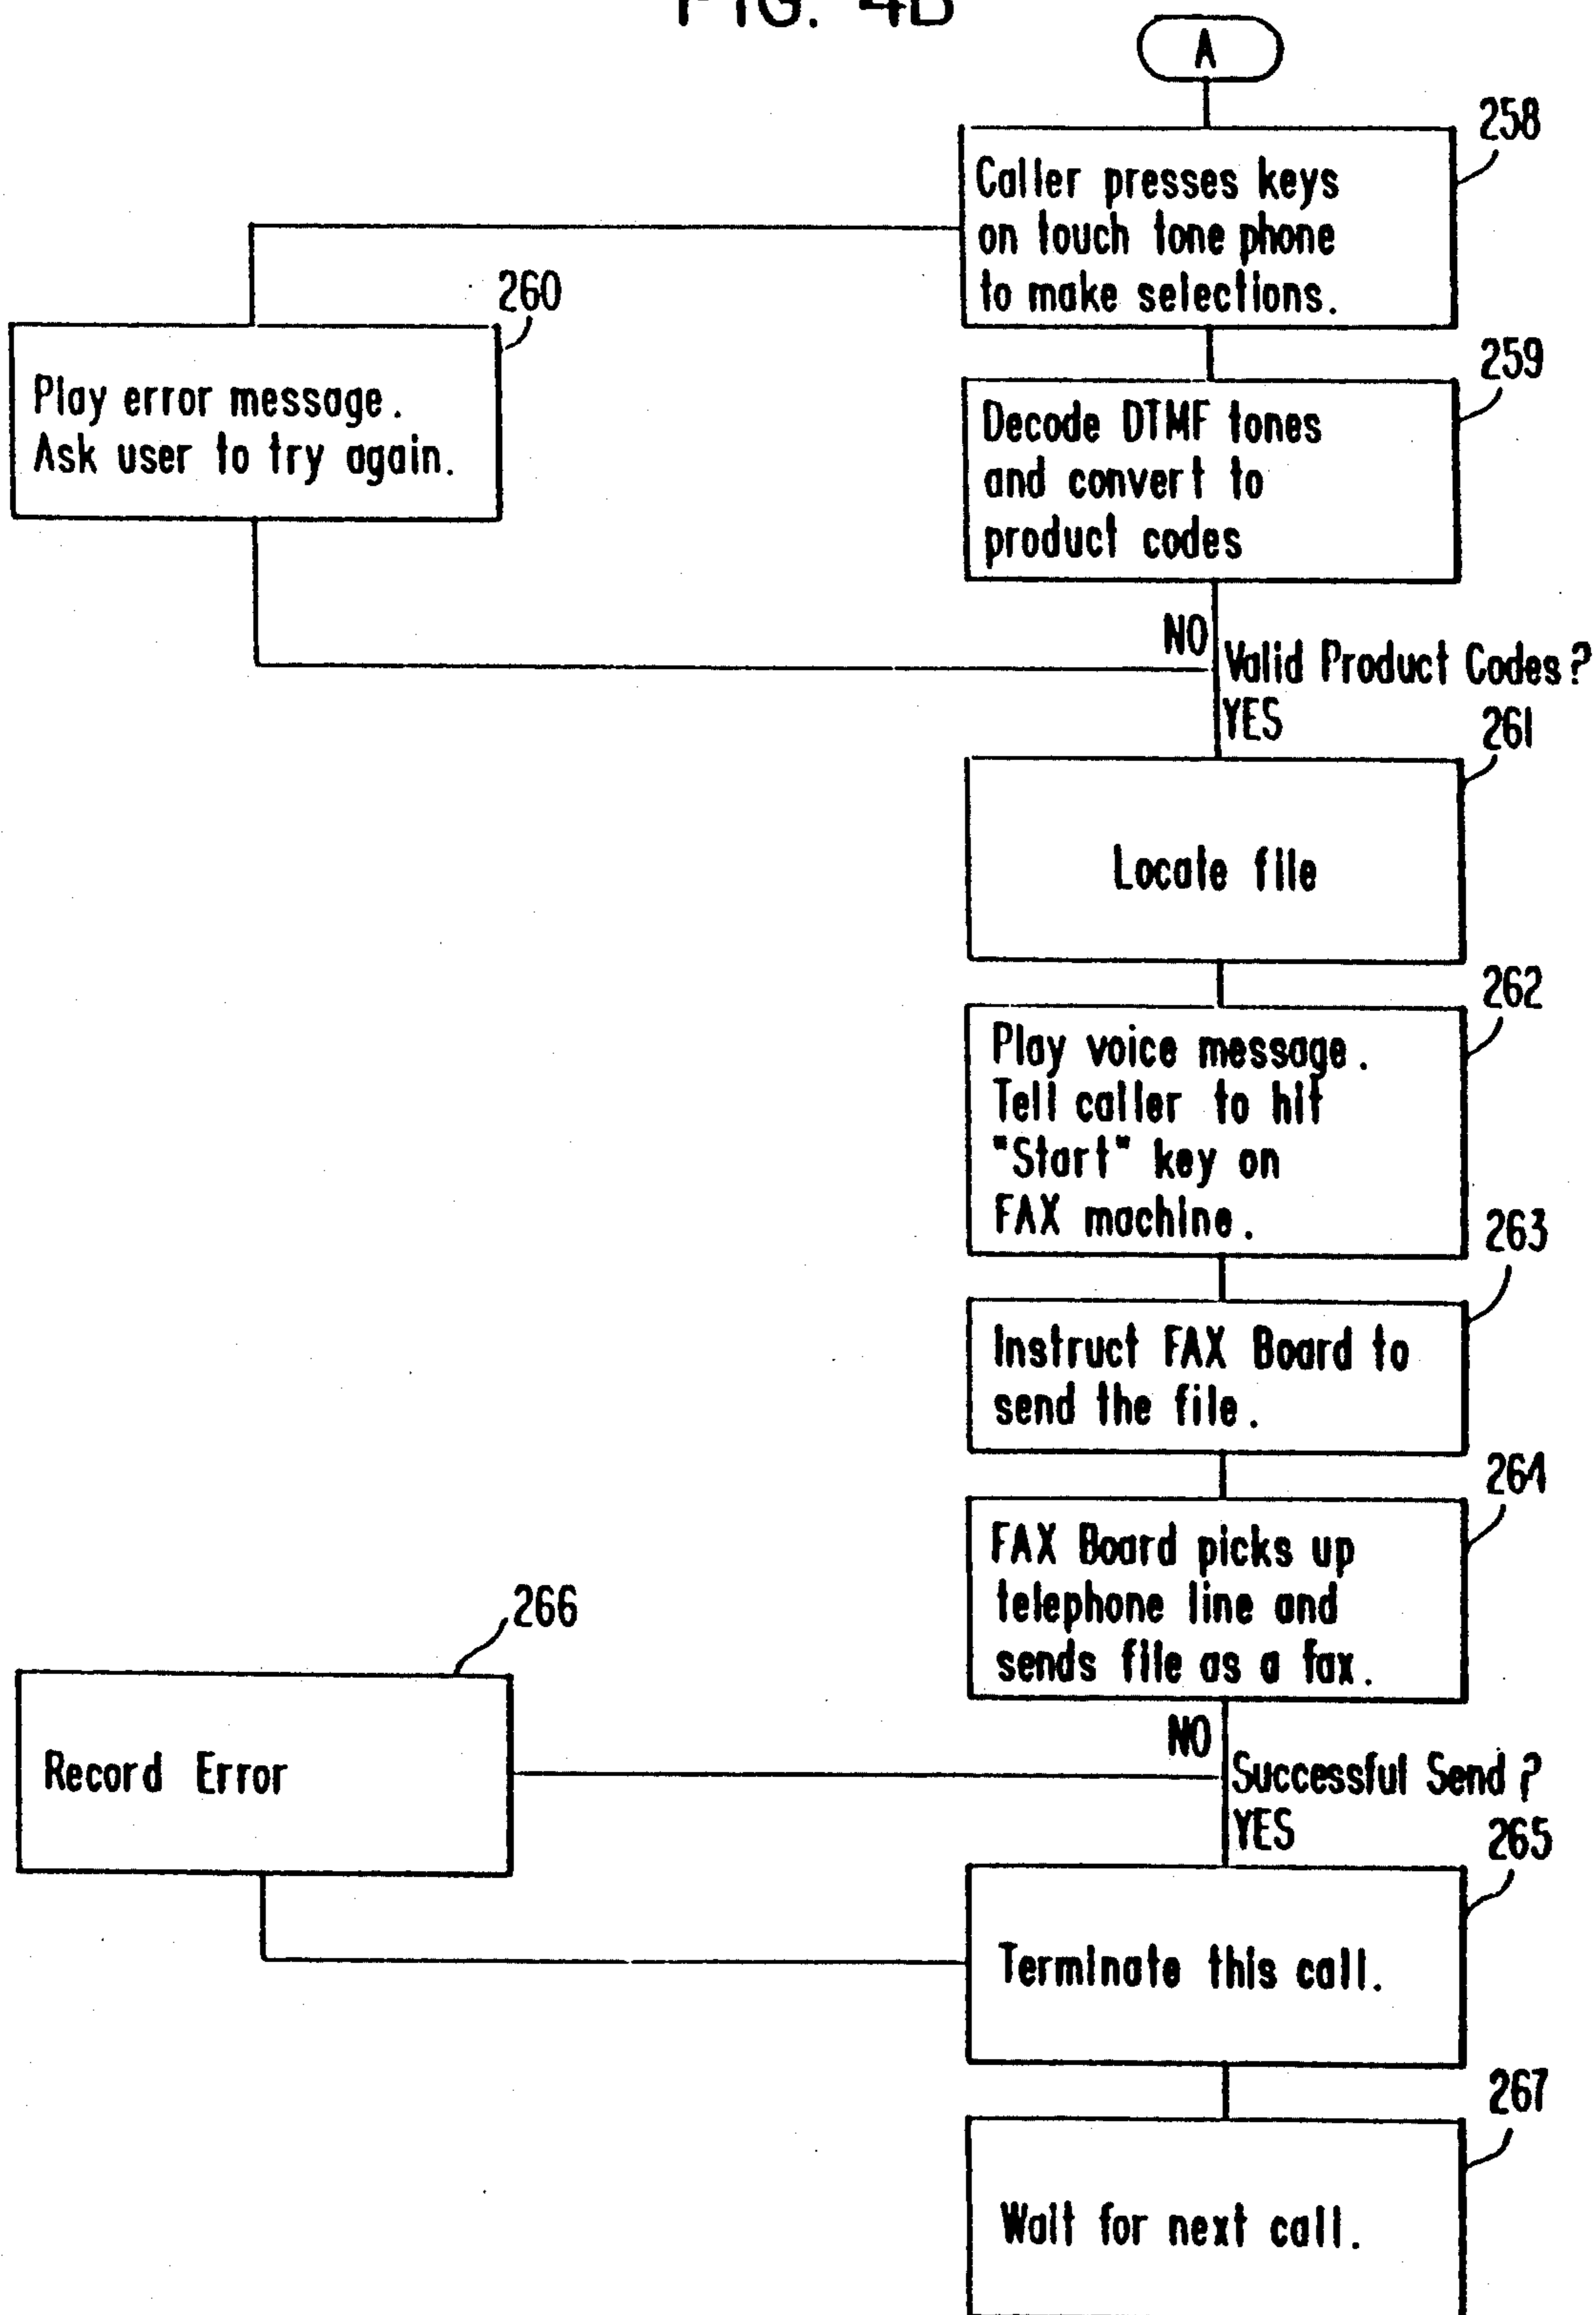 FIG. 4B
A
258
Caller presses keys
on touch tone phone
to make selections.
260
Play error message.
Ask user to try again.
259
Decode DTMF tones
and convert to
product codes
NO
Valid Product Codes?
YES
261
Locate file
262
Play voice message.
Tell caller to hit
"Start" key on
FAX machine.
263
Instruct FAX Board to
send the file.
264
FAX Board picks up
telephone line and
sends file as a fax.
266
Record Error
NO
Successful Send?
YES
265
Terminate this call.
267
Wait for next call.